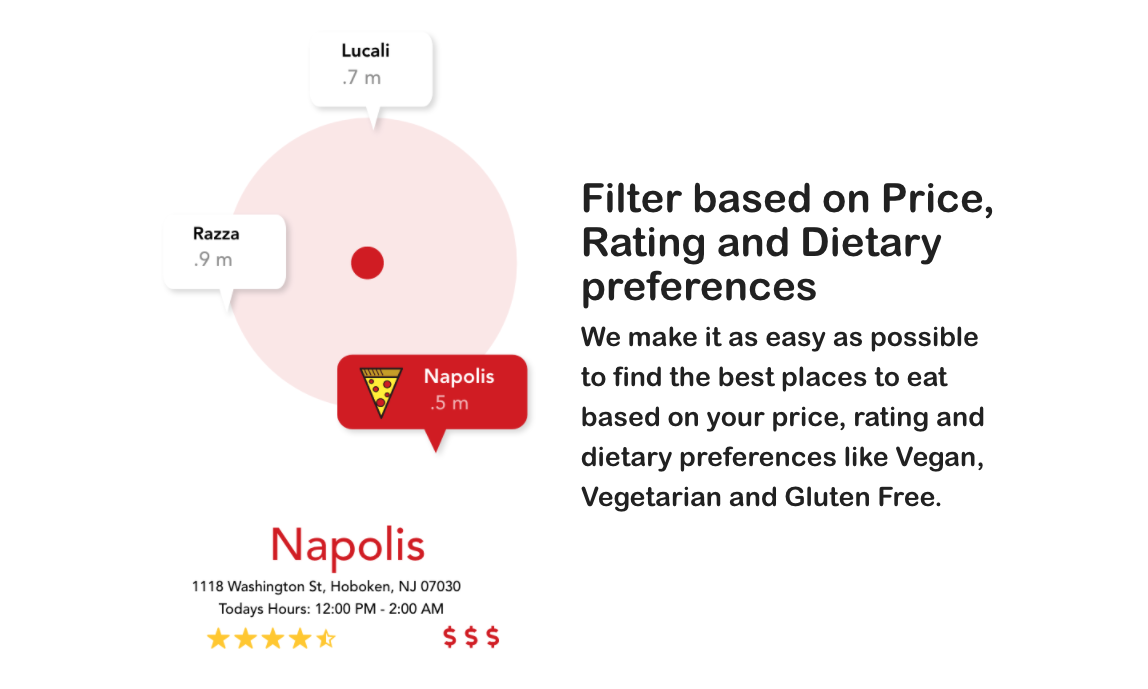 Lucali
.7 m
Razza
.9 m
Napolis
.5 m
Napolis
1118 Washington St, Hoboken, NJ 07030
Todays Hours: 12:00 PM - 2:00 AM
$ $ $
Filter based on Price,
Rating and Dietary
preferences
We make it as easy as possible
to find the best places to eat
based on your price, rating and
dietary preferences like Vegan,
Vegetarian and Gluten Free.